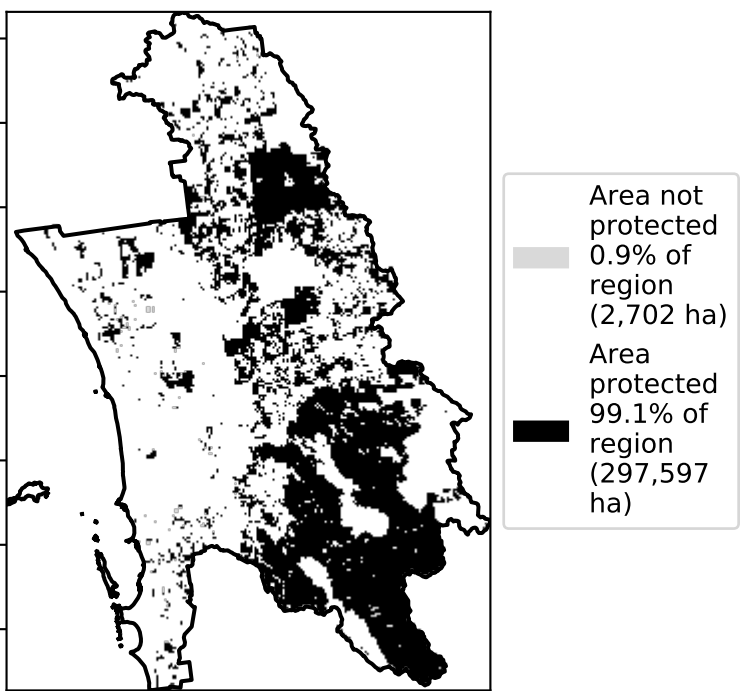 Area not
protected
0.9% of
region
(2,702 ha)
Area
protected
99.1% of
region
(297,597
ha)